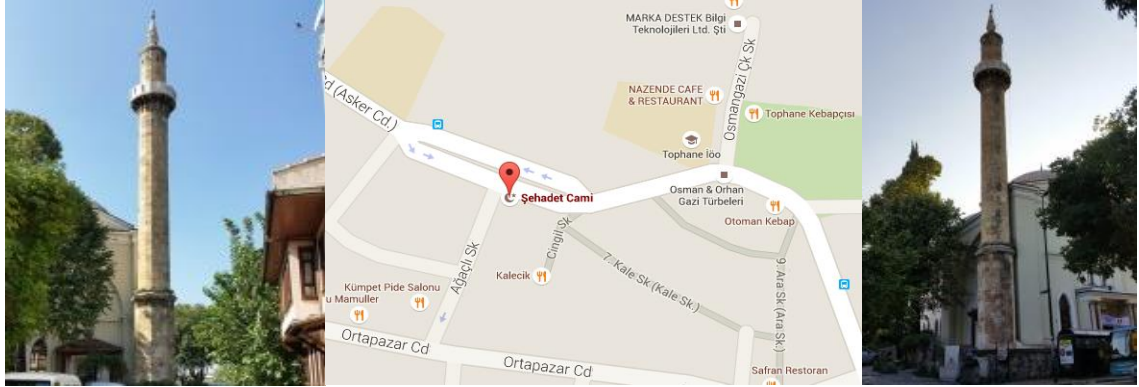 MARKA DESTEK Bilgi
Teknolojileri Ltd. Şti
NAZENDE CAFE
& RESTAURANT
Osmangazi Çk Sk
Tophane Kebapçısı
d (Asker Cd.)
Tophane İöo
Şehadet Cami
Osman & Orhan
Gazi Türbeleri
Otoman Kebap
Cingil Sk
Ağaçlı Sk
Kalecik
7. Kale Sk (Kale Sk.)
9. Ara Sk (Ara Sk.)
Kümpet Pide Salonu
u Mamuller
Ortapazar Cd
Ortapazar Cd
Safran Restoran